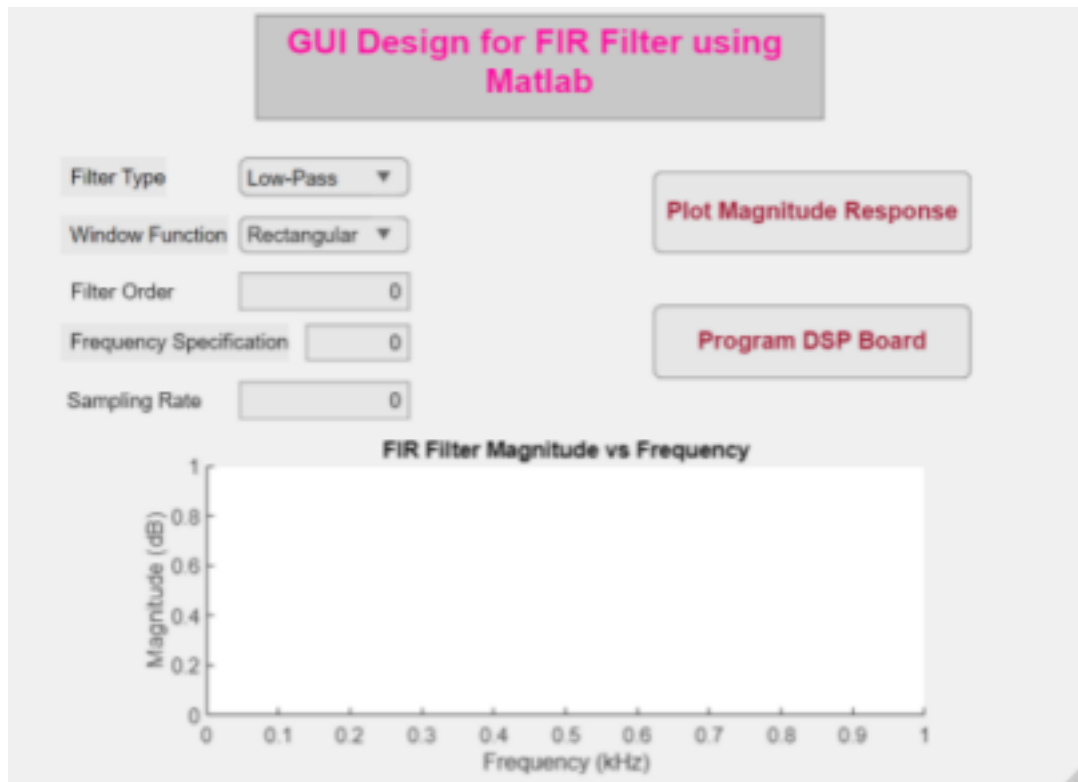 GUI Design for FIR Filter using
Matlab
Filter Type
Low-Pass
Window Function
Rectangular
Filter Order
0
Frequency Specification
0
Sampling Rate
0
Plot Magnitude Response
Program DSP Board
FIR Filter Magnitude vs Frequency
Magnitude (dB)
1
0.8
0.6
0.4
0.2
0
0 0.1 0.2 0.3 0.4 0.5 0.6 0.7 0.8 0.9 1
Frequency (kHz)